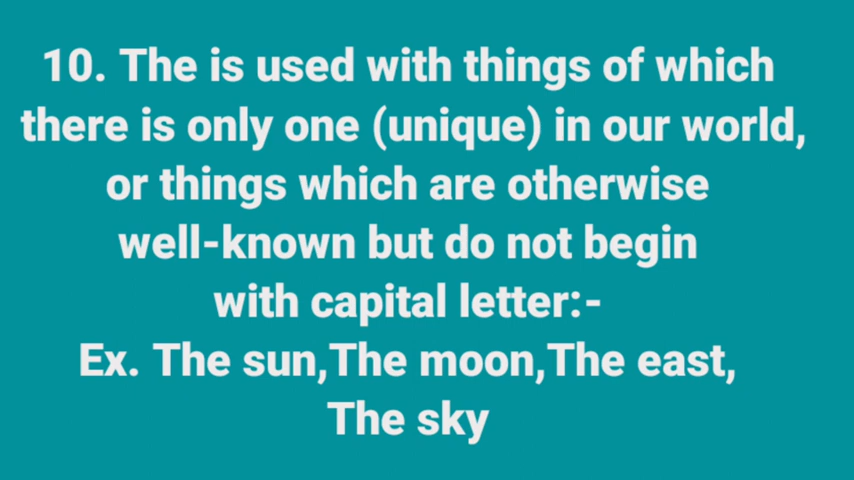 10. The is used with things of which
there is only one (unique) in our world,
or things which are otherwise
well-known but do not begin
with capital letter:-
Ex. The sun,The moon,The east,
The sky